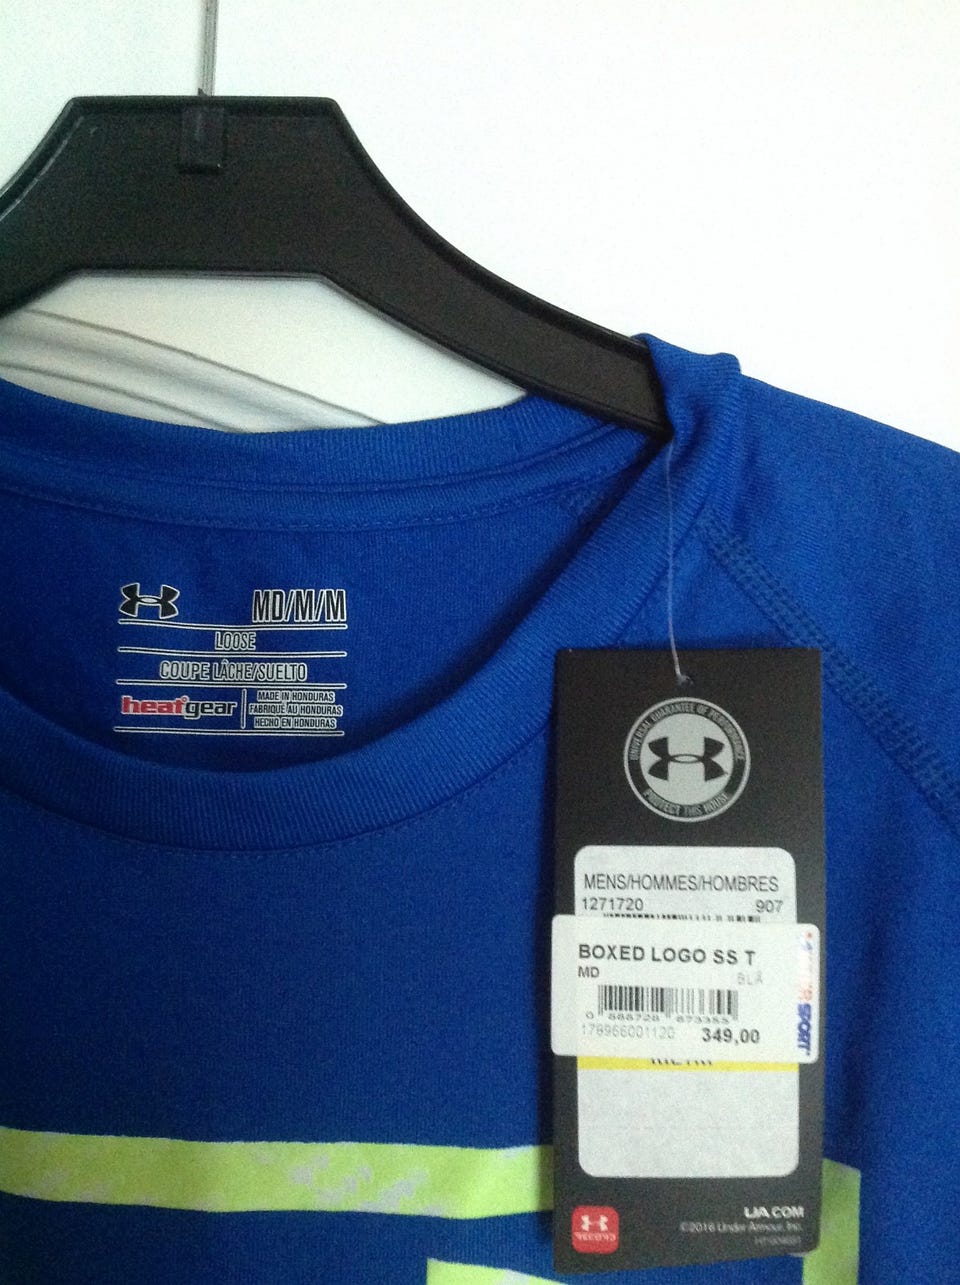 MD/M/M
LOOSE
COUPE LÂCHE/SUELTO
heatgear
MADE IN HONDURAS
FABRIQUE AU HONDURAS
HECHO EN HONDURAS
UNIVERSAL GUARANTEE OF PERFORMANCE
PROTECT THIS HOUSE
MENS/HOMMES/HOMBRES
1271720 907
BOXED LOGO SS T
MD BLÅ
178966001120 349,00
SPORT
UA.COM
©2016 Under Armour, Inc.